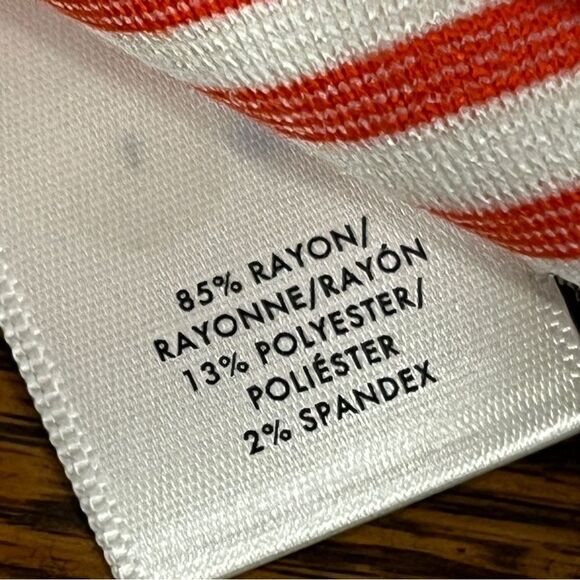 85% RAYON/
RAYONNE/RAYÓN
13% POLYESTER/
POLIÉSTER
2% SPANDEX